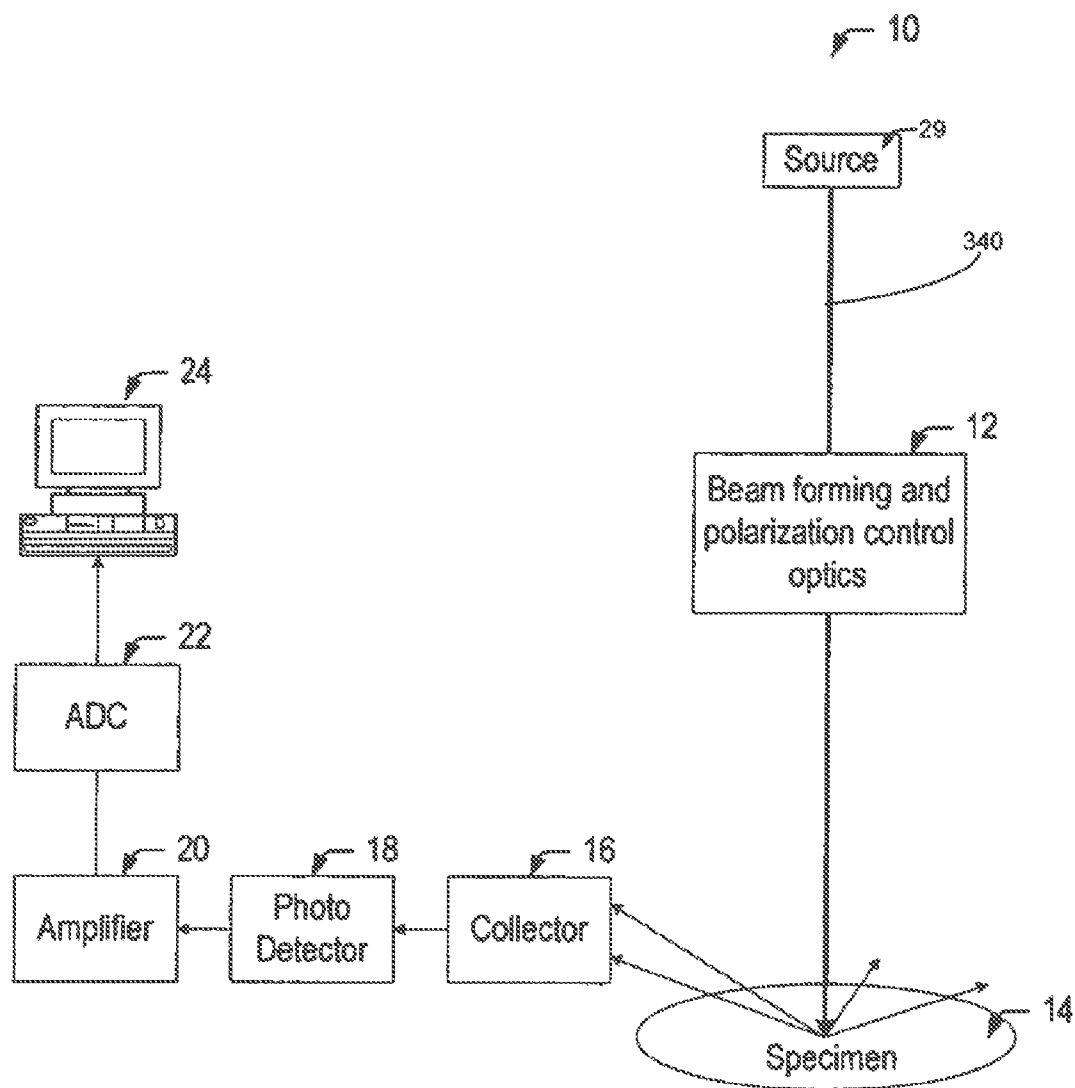 10
Source
29
340
24
12
Beam forming and
polarization control
optics
22
ADC
20
18
16
Amplifier
Photo
Detector
Collector
14
Specimen